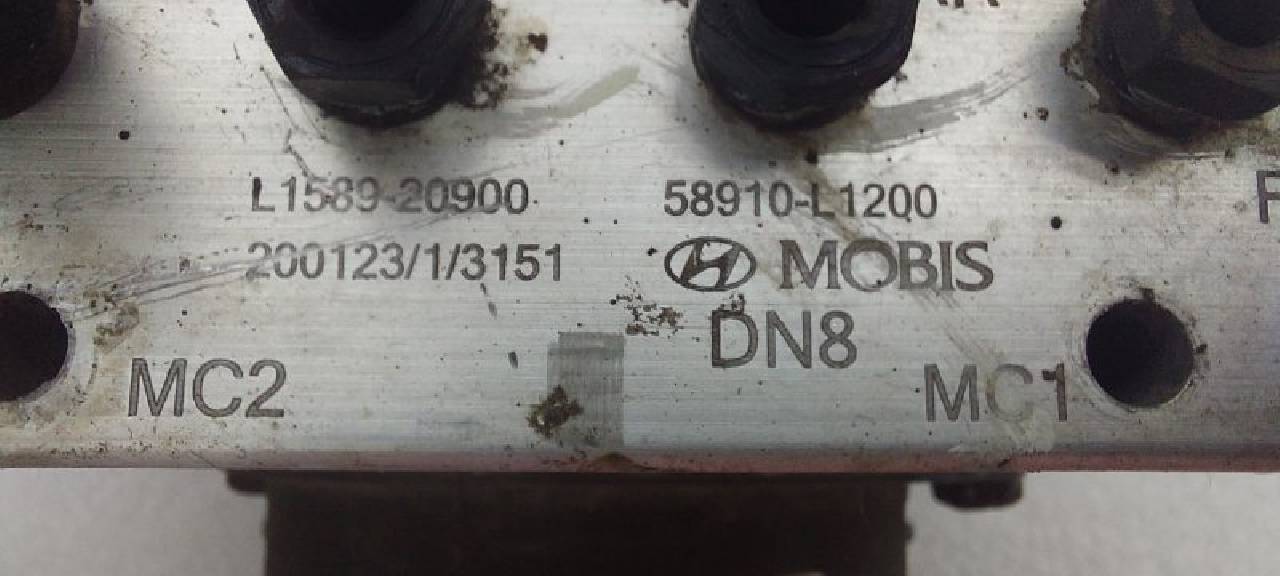 L1589-20900
58910-L1200
200123/1/3151
MOBIS
DN8
MC2
MC1